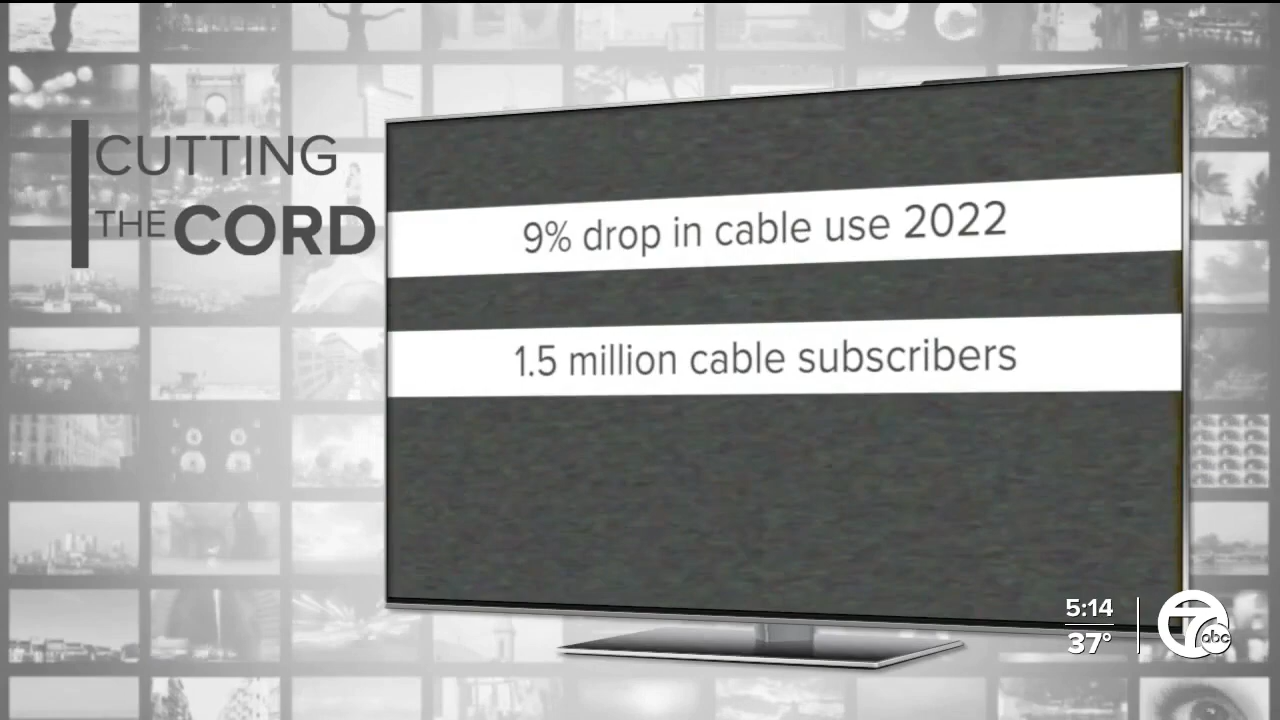 CUTTING
THE CORD
9% drop in cable use 2022
1.5 million cable subscribers
5:14
37°
7 abc